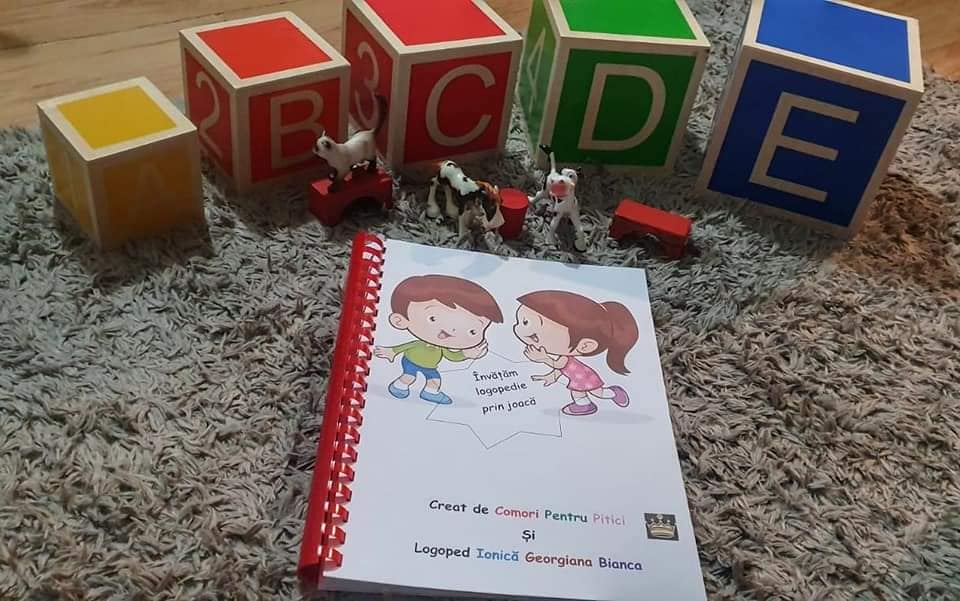 A
2
B
3
C
4
D
E
Învățăm
logopedie
prin joacă
Creat de Comori Pentru Pitici
Și
Logoped Ionică Georgiana Bianca